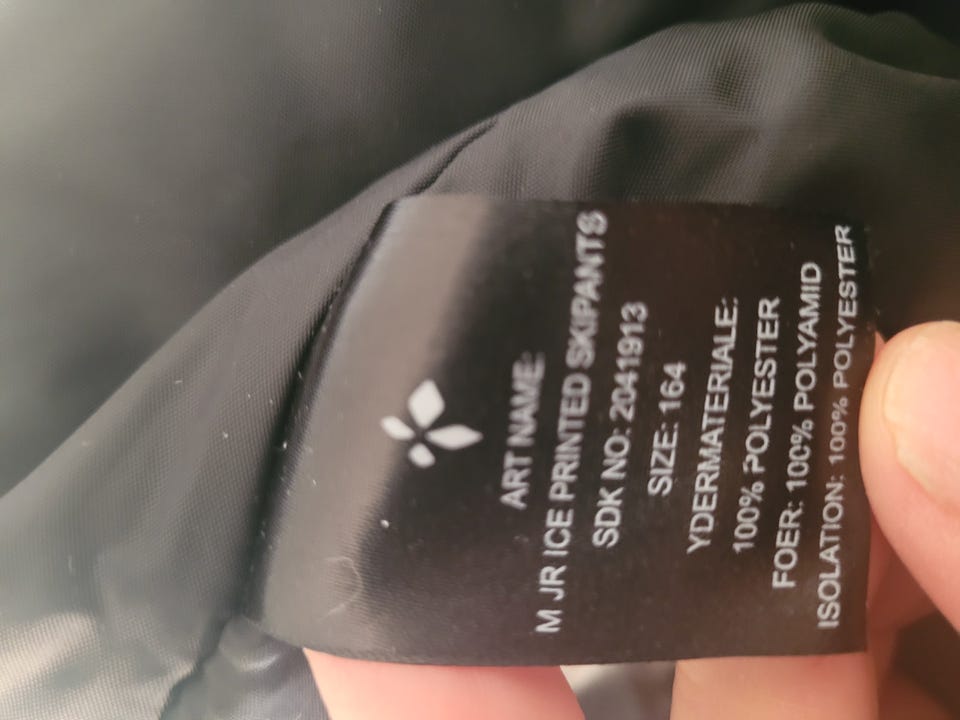 ART NAME:
M JR ICE PRINTED SKIPANTS
SDK NO: 2041913
SIZE: 164
YDERMATERIALE:
100% POLYESTER
FOER: 100% POLYAMID
ISOLATION: 100% POLYESTER